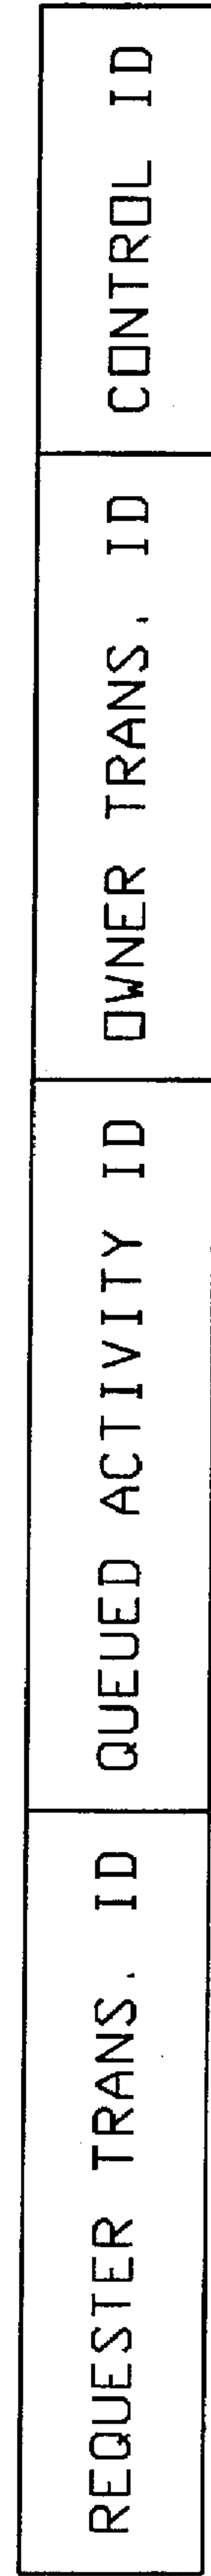 REQUESTER TRANS. ID
QUEUED ACTIVITY ID
OWNER TRANS. ID
CONTROL ID